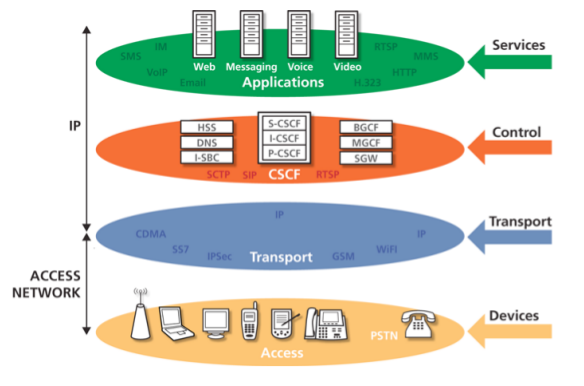 Services
IM
SMS
RTSP
MMS
Web Messaging Voice Video
VoIP
HTTP
Email
H.323
Applications
IP
Control
HSS
DNS
I-SBC
S-CSCF
I-CSCF
P-CSCF
BGCF
MGCF
SGW
SCTP
SIP
CSCF
RTSP
Transport
IP
CDMA
IP
SS7
IPSec
Transport
GSM
WiFI
ACCESS
NETWORK
Devices
PSTN
Access